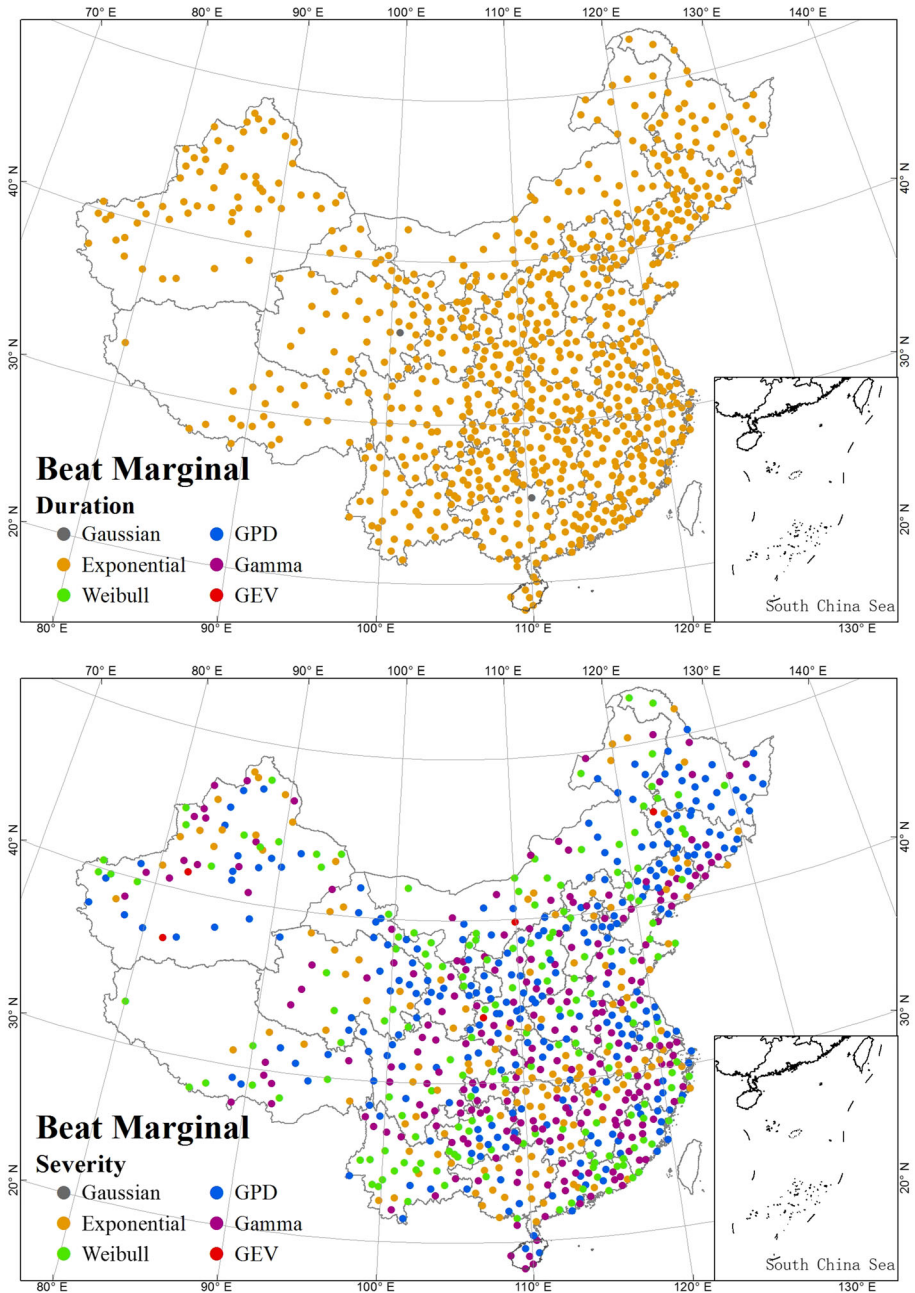 70° E 80° E 90° E 100° E 110° E 120° E 130° E 140° E
40° N 40° N
30° N 30° N
20° N 20° N
Beat Marginal
Duration
Gaussian GPD
Exponential Gamma
Weibull GEV
South China Sea
80° E 90° E 100° E 110° E 120° E 130° E
70° E 80° E 90° E 100° E 110° E 120° E 130° E 140° E
40° N 40° N
30° N 30° N
20° N 20° N
Beat Marginal
Severity
Gaussian GPD
Exponential Gamma
Weibull GEV
South China Sea
80° E 90° E 100° E 110° E 120° E 130° E